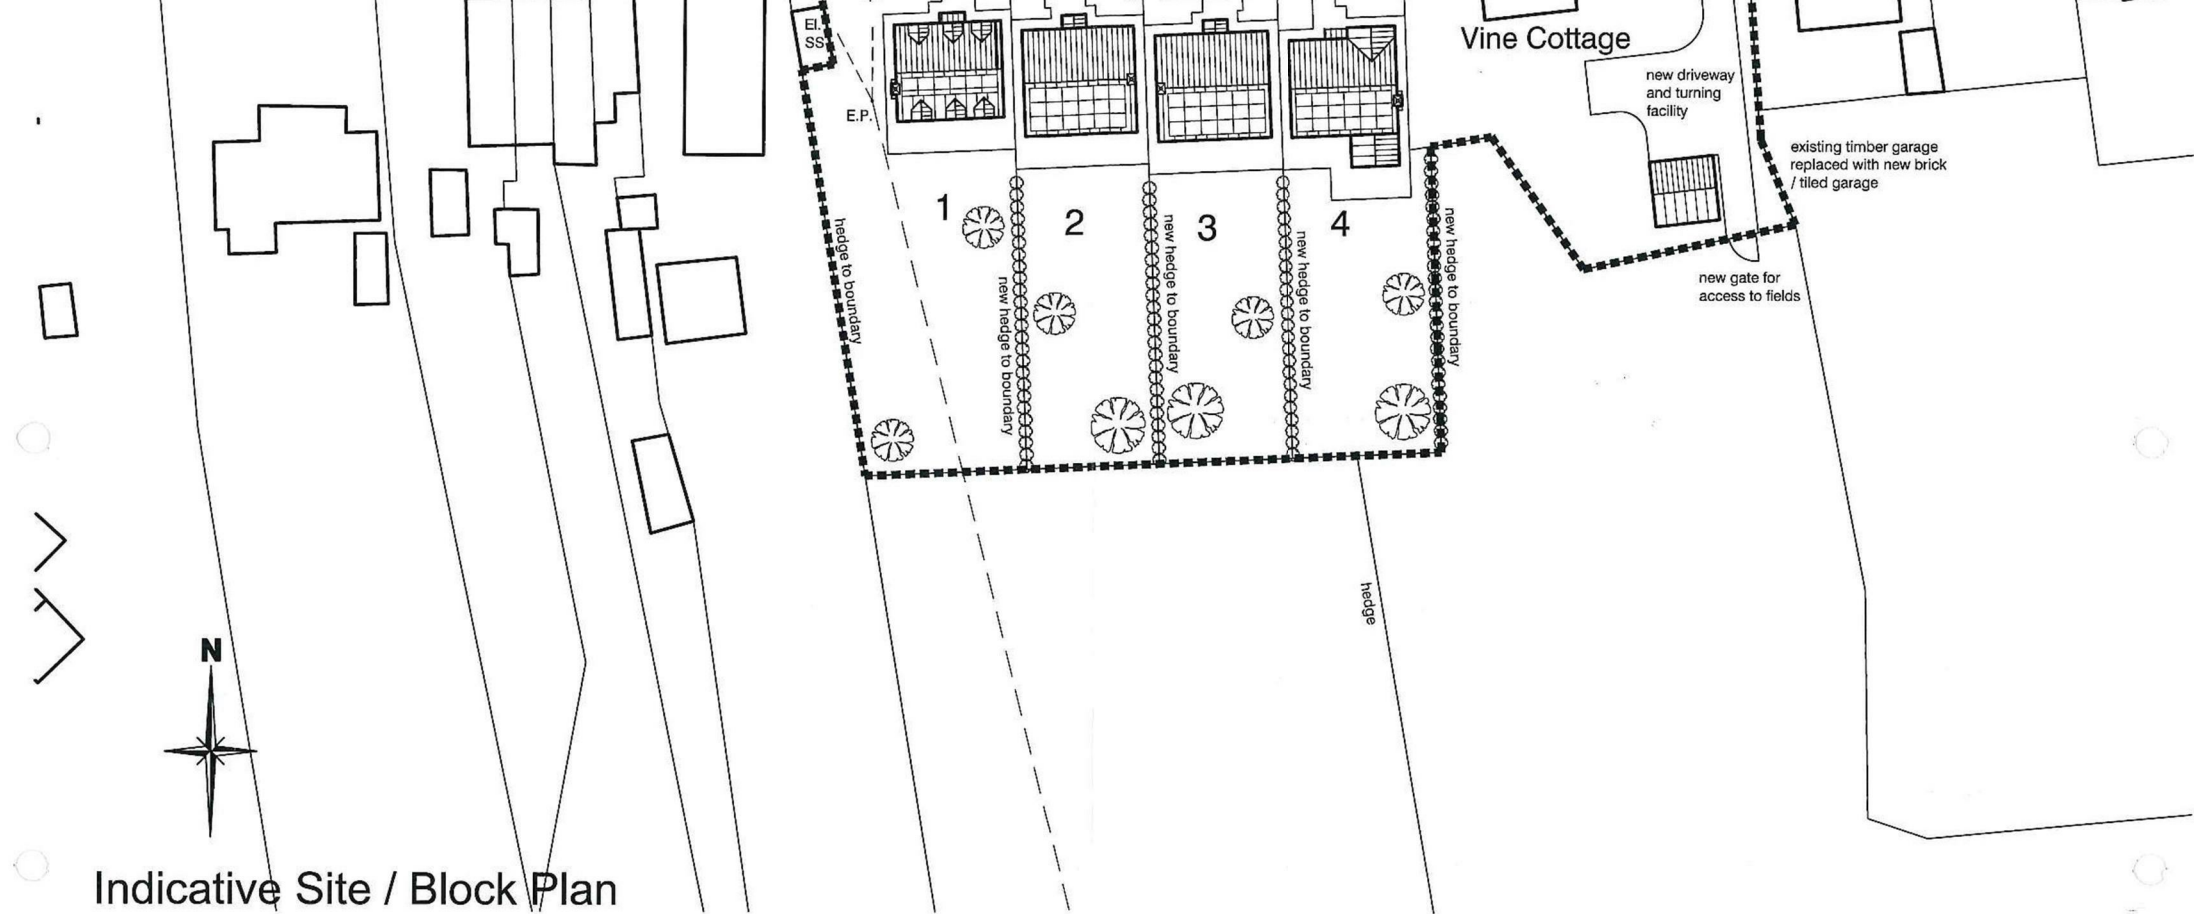 El.
SS
Vine Cottage
new driveway
and turning
facility
E.P.
existing timber garage
replaced with new brick
/ tiled garage
1
2
3
4
hedge to boundary
new hedge to boundary
new hedge to boundary
new hedge to boundary
new hedge to boundary
new gate for
access to fields
hedge
N
Indicative Site / Block Plan